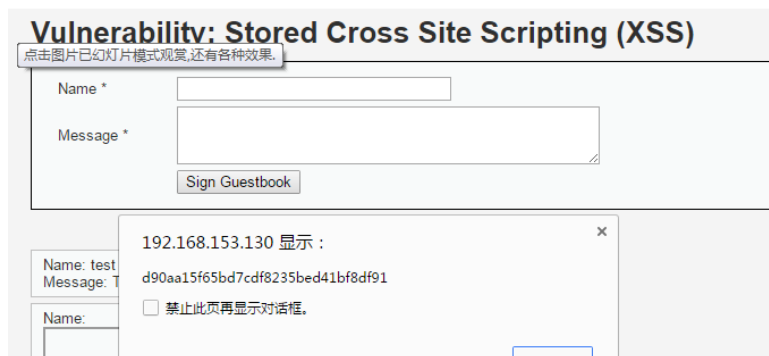 Vulnerability: Stored Cross Site Scripting (XSS)
点击图片已幻灯片模式观赏,还有各种效果.
Name *
Message *
Sign Guestbook
192.168.153.130 显示：
d90aa15f65bd7cdf8235bed41bf8df91
禁止此页再显示对话框。
Name: test
Message: T
Name: